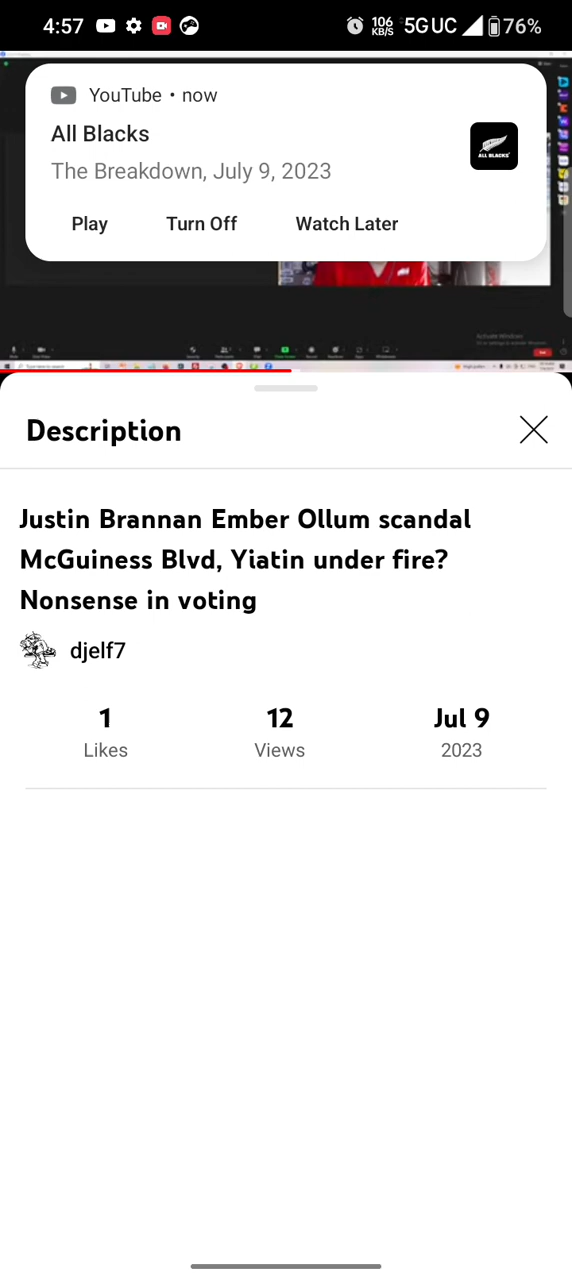 4:57
106
KB/S
5G UC
76%
YouTube • now
All Blacks
The Breakdown, July 9, 2023
ALL BLACKS
Play
Turn Off
Watch Later
Activate Windows
Description
Justin Brannan Ember Ollum scandal
McGuiness Blvd, Yiatin under fire?
Nonsense in voting
djelf7
1
12
Jul 9
Likes
Views
2023